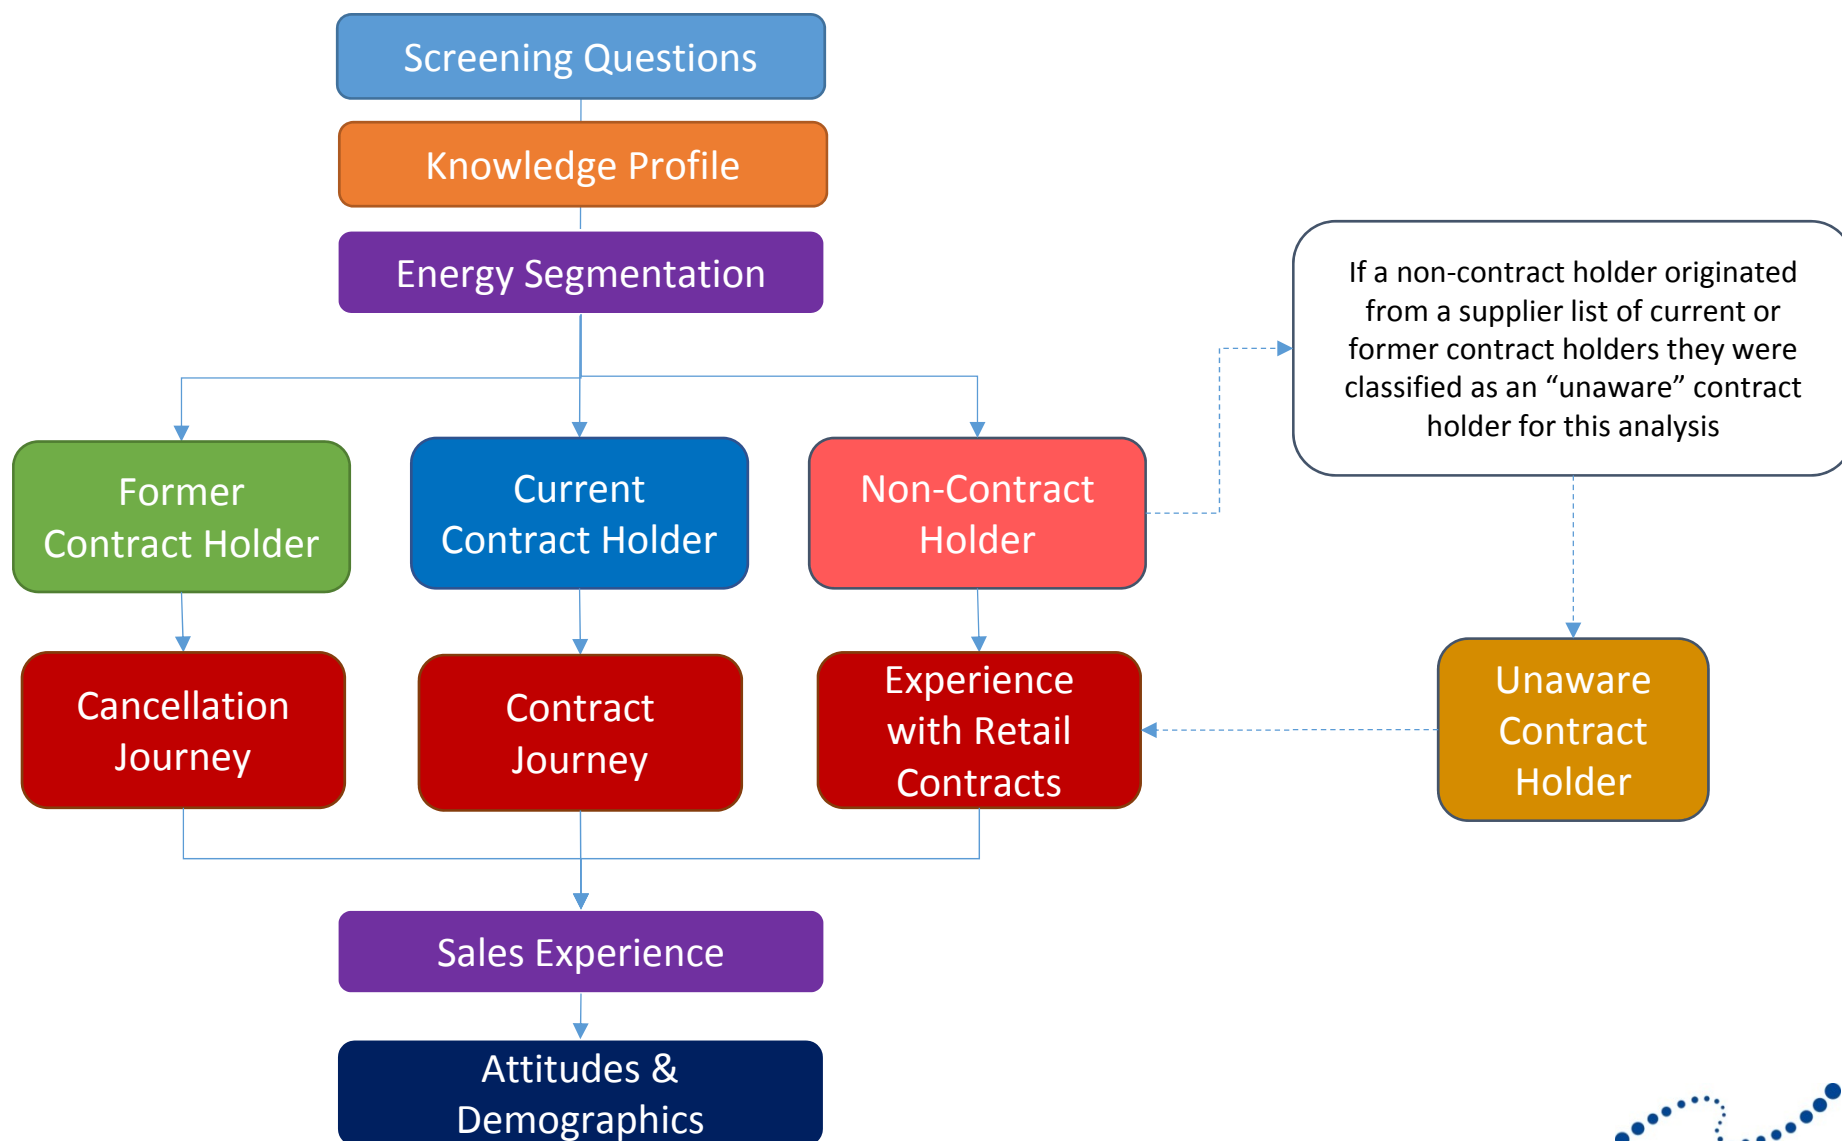 Screening Questions
Knowledge Profile
Energy Segmentation
If a non-contract holder originated
from a supplier list of current or
former contract holders they were
classified as an “unaware” contract
holder for this analysis
Former
Contract Holder
Current
Contract Holder
Non-Contract
Holder
Cancellation
Journey
Contract
Journey
Experience
with Retail
Contracts
Unaware
Contract
Holder
Sales Experience
Attitudes &
Demographics